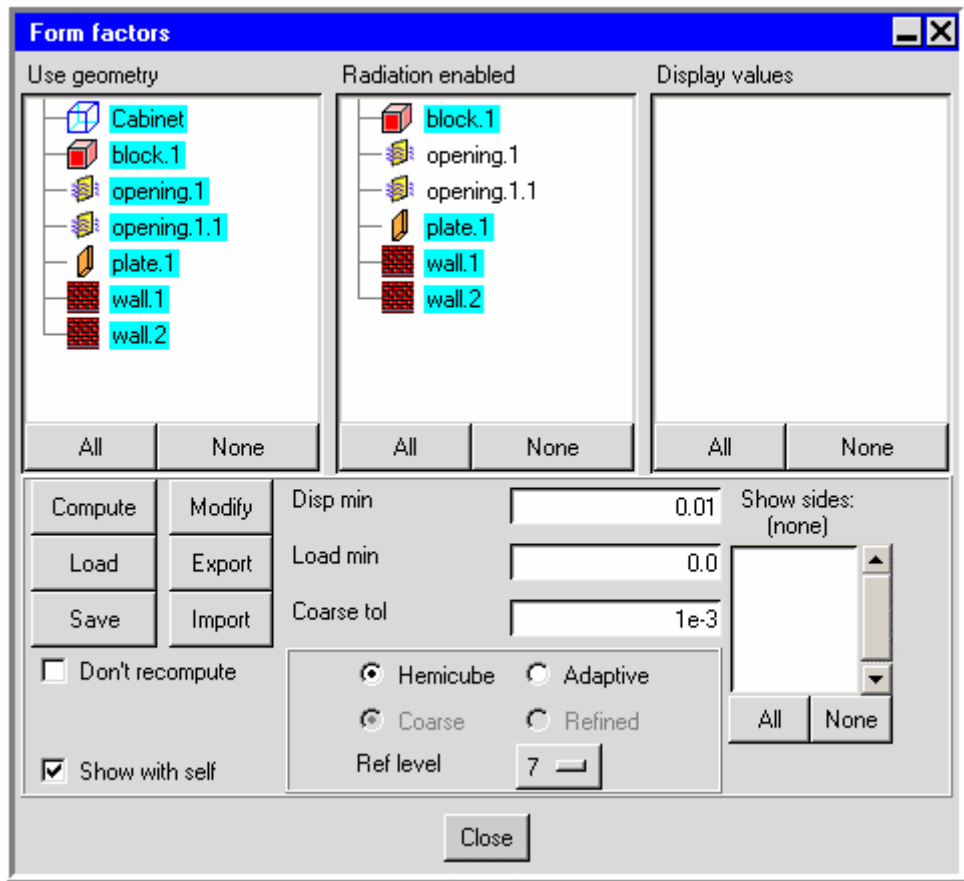 Form factors
Use geometry
Radiation enabled
Display values
Cabinet
block.1
opening.1
opening.1.1
plate.1
wall.1
wall.2
block.1
opening.1
opening.1.1
plate.1
wall.1
wall.2
All
None
All
None
All
None
Compute
Modify
Load
Export
Save
Import
Don't recompute
Show with self
Disp min
0.01
Load min
0.0
Coarse tol
1e-3
Hemicube
Adaptive
Coarse
Refined
Ref level
7
Show sides:
(none)
All
None
Close